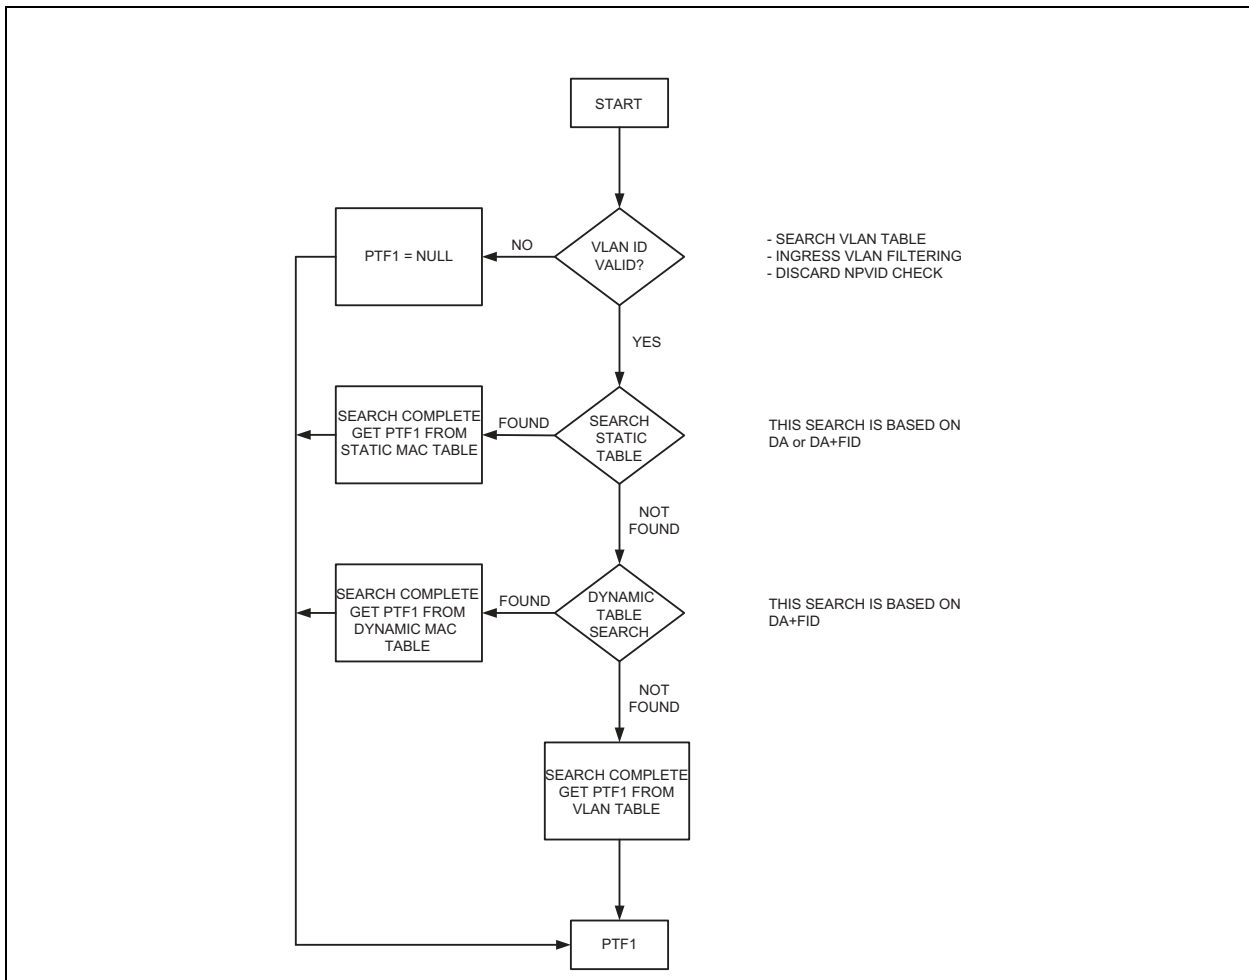 START
NO
PTF1 = NULL
VLAN ID
VALID?
- SEARCH VLAN TABLE
- INGRESS VLAN FILTERING
- DISCARD NPVID CHECK
YES
SEARCH COMPLETE
GET PTF1 FROM
STATIC MAC TABLE
FOUND
SEARCH
STATIC
TABLE
THIS SEARCH IS BASED ON
DA or DA+FID
NOT
FOUND
SEARCH COMPLETE
GET PTF1 FROM
DYNAMIC MAC
TABLE
FOUND
DYNAMIC
TABLE
SEARCH
THIS SEARCH IS BASED ON
DA+FID
NOT
FOUND
SEARCH COMPLETE
GET PTF1 FROM
VLAN TABLE
PTF1